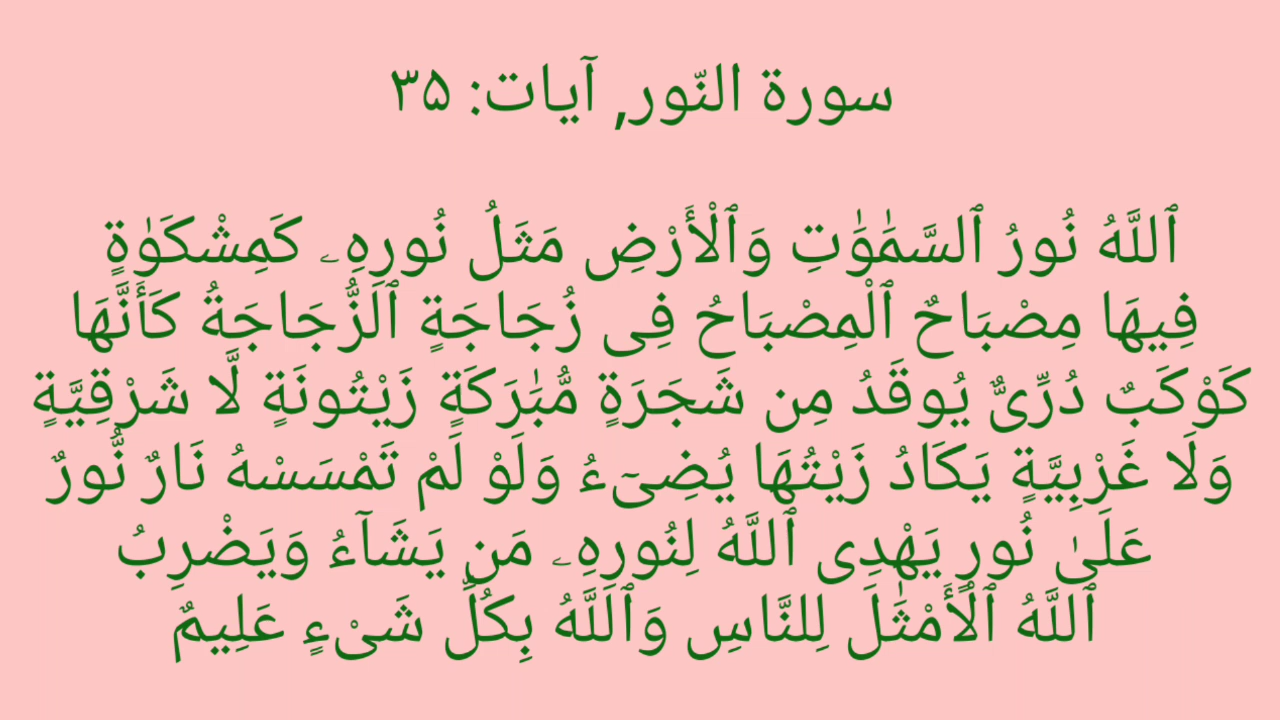 سورة النّور, آيات: ۳۵
ٱللَّهُ نُورُ ٱلسَّمَٰوَٰتِ وَٱلْأَرْضِ مَثَلُ نُورِهِۦ كَمِشْكَوٰةٍ
فِيهَا مِصْبَاحٌ ٱلْمِصْبَاحُ فِى زُجَاجَةٍ ٱلزُّجَاجَةُ كَأَنَّهَا
كَوْكَبٌ دُرِّىٌّ يُوقَدُ مِن شَجَرَةٍ مُّبَٰرَكَةٍ زَيْتُونَةٍ لَّا شَرْقِيَّةٍ
وَلَا غَرْبِيَّةٍ يَكَادُ زَيْتُهَا يُضِىٓءُ وَلَوْ لَمْ تَمْسَسْهُ نَارٌ نُّورٌ
عَلَىٰ نُورٍ يَهْدِى ٱللَّهُ لِنُورِهِۦ مَن يَشَآءُ وَيَضْرِبُ
ٱللَّهُ ٱلْأَمْثَٰلَ لِلنَّاسِ وَٱللَّهُ بِكُلِّ شَىْءٍ عَلِيمٌ